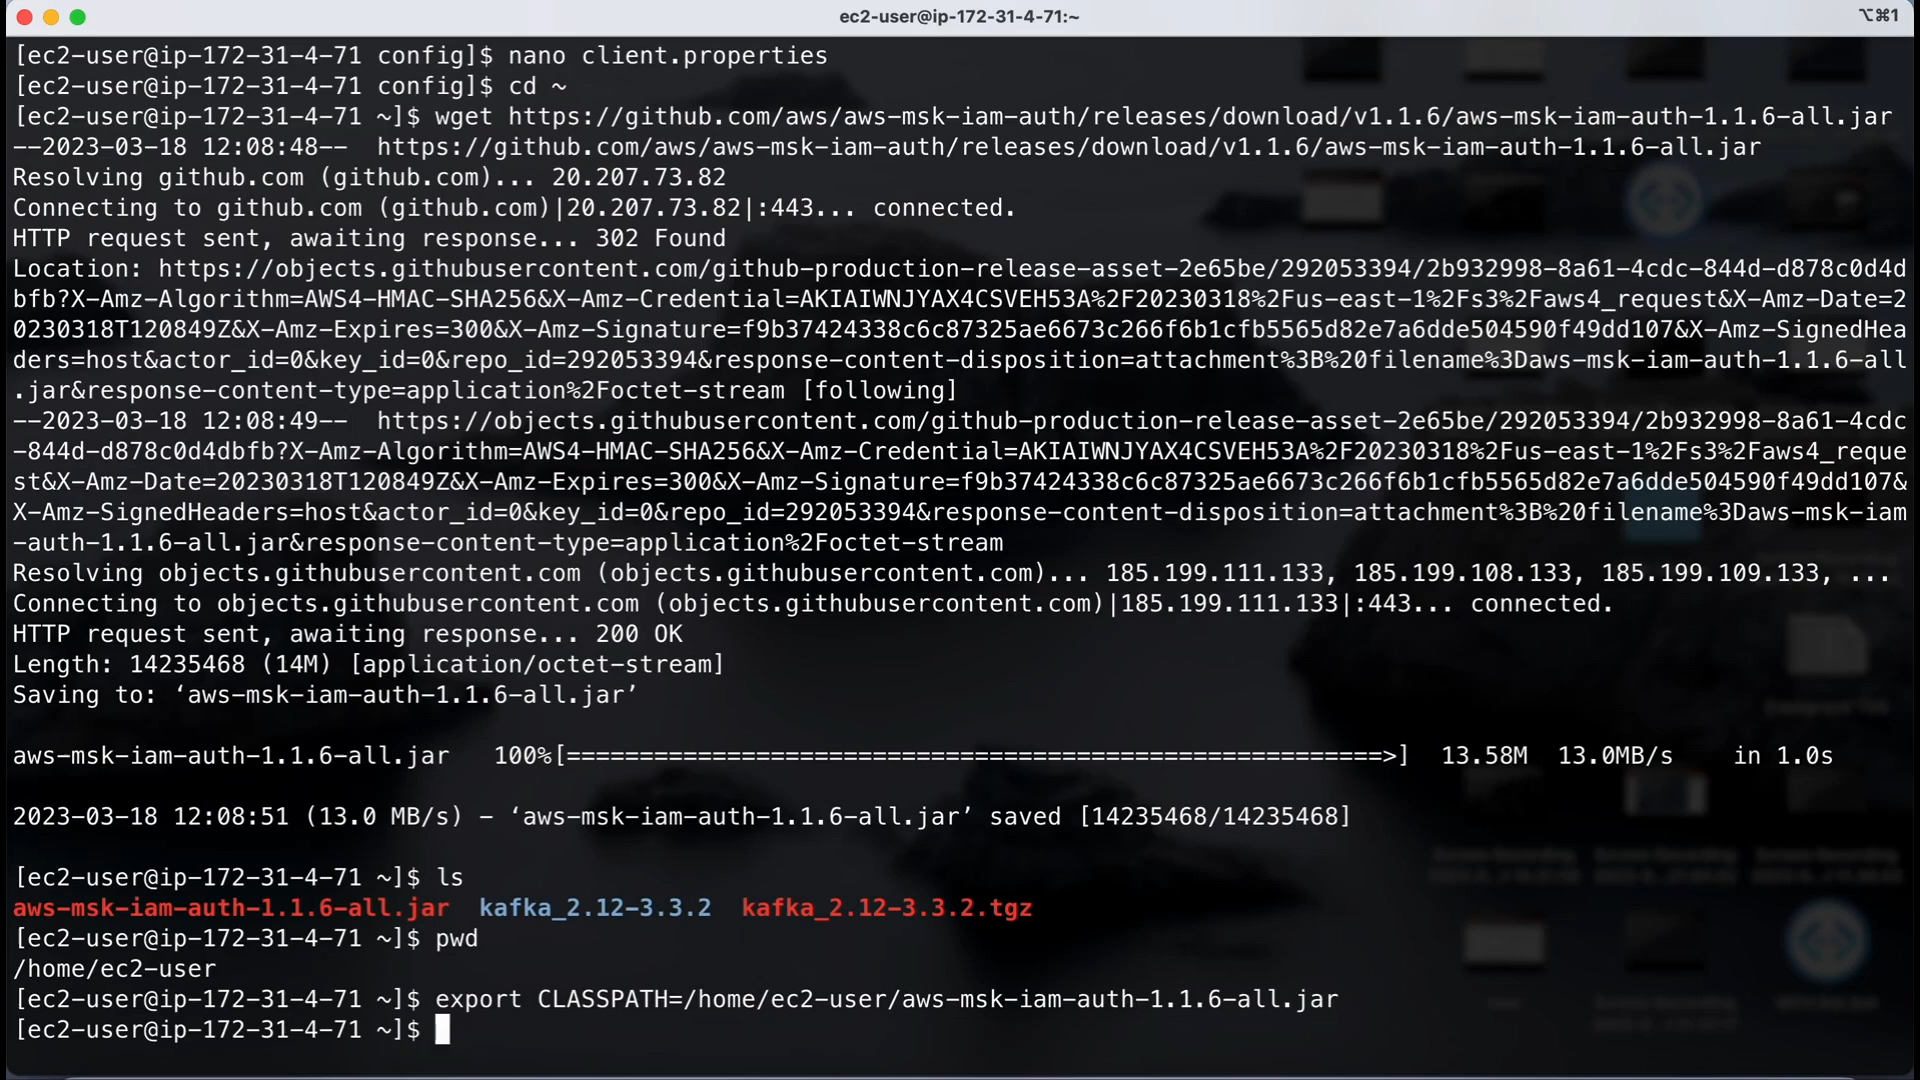 ec2-user@ip-172-31-4-71:~
⌥⌘1
[ec2-user@ip-172-31-4-71 config]$ nano client.properties
[ec2-user@ip-172-31-4-71 config]$ cd ~
[ec2-user@ip-172-31-4-71 ~]$ wget https://github.com/aws/aws-msk-iam-auth/releases/download/v1.1.6/aws-msk-iam-auth-1.1.6-all.jar
--2023-03-18 12:08:48--  https://github.com/aws/aws-msk-iam-auth/releases/download/v1.1.6/aws-msk-iam-auth-1.1.6-all.jar
Resolving github.com (github.com)... 20.207.73.82
Connecting to github.com (github.com)|20.207.73.82|:443... connected.
HTTP request sent, awaiting response... 302 Found
Location: https://objects.githubusercontent.com/github-production-release-asset-2e65be/292053394/2b932998-8a61-4cdc-844d-d878c0d4d
bfb?X-Amz-Algorithm=AWS4-HMAC-SHA256&X-Amz-Credential=AKIAIWNJYAX4CSVEH53A%2F20230318%2Fus-east-1%2Fs3%2Faws4_request&X-Amz-Date=2
0230318T120849Z&X-Amz-Expires=300&X-Amz-Signature=f9b37424338c6c87325ae6673c266f6b1cfb5565d82e7a6dde504590f49dd107&X-Amz-SignedHea
ders=host&actor_id=0&key_id=0&repo_id=292053394&response-content-disposition=attachment%3B%20filename%3Daws-msk-iam-auth-1.1.6-all
.jar&response-content-type=application%2Foctet-stream [following]
--2023-03-18 12:08:49--  https://objects.githubusercontent.com/github-production-release-asset-2e65be/292053394/2b932998-8a61-4cdc
-844d-d878c0d4dbfb?X-Amz-Algorithm=AWS4-HMAC-SHA256&X-Amz-Credential=AKIAIWNJYAX4CSVEH53A%2F20230318%2Fus-east-1%2Fs3%2Faws4_reque
st&X-Amz-Date=20230318T120849Z&X-Amz-Expires=300&X-Amz-Signature=f9b37424338c6c87325ae6673c266f6b1cfb5565d82e7a6dde504590f49dd107&
X-Amz-SignedHeaders=host&actor_id=0&key_id=0&repo_id=292053394&response-content-disposition=attachment%3B%20filename%3Daws-msk-iam
-auth-1.1.6-all.jar&response-content-type=application%2Foctet-stream
Resolving objects.githubusercontent.com (objects.githubusercontent.com)... 185.199.111.133, 185.199.108.133, 185.199.109.133, ...
Connecting to objects.githubusercontent.com (objects.githubusercontent.com)|185.199.111.133|:443... connected.
HTTP request sent, awaiting response... 200 OK
Length: 14235468 (14M) [application/octet-stream]
Saving to: ‘aws-msk-iam-auth-1.1.6-all.jar’
aws-msk-iam-auth-1.1.6-all.jar   100%[========================================================>]  13.58M  13.0MB/s    in 1.0s
2023-03-18 12:08:51 (13.0 MB/s) - ‘aws-msk-iam-auth-1.1.6-all.jar’ saved [14235468/14235468]
[ec2-user@ip-172-31-4-71 ~]$ ls
aws-msk-iam-auth-1.1.6-all.jar  kafka_2.12-3.3.2  kafka_2.12-3.3.2.tgz
[ec2-user@ip-172-31-4-71 ~]$ pwd
/home/ec2-user
[ec2-user@ip-172-31-4-71 ~]$ export CLASSPATH=/home/ec2-user/aws-msk-iam-auth-1.1.6-all.jar
[ec2-user@ip-172-31-4-71 ~]$